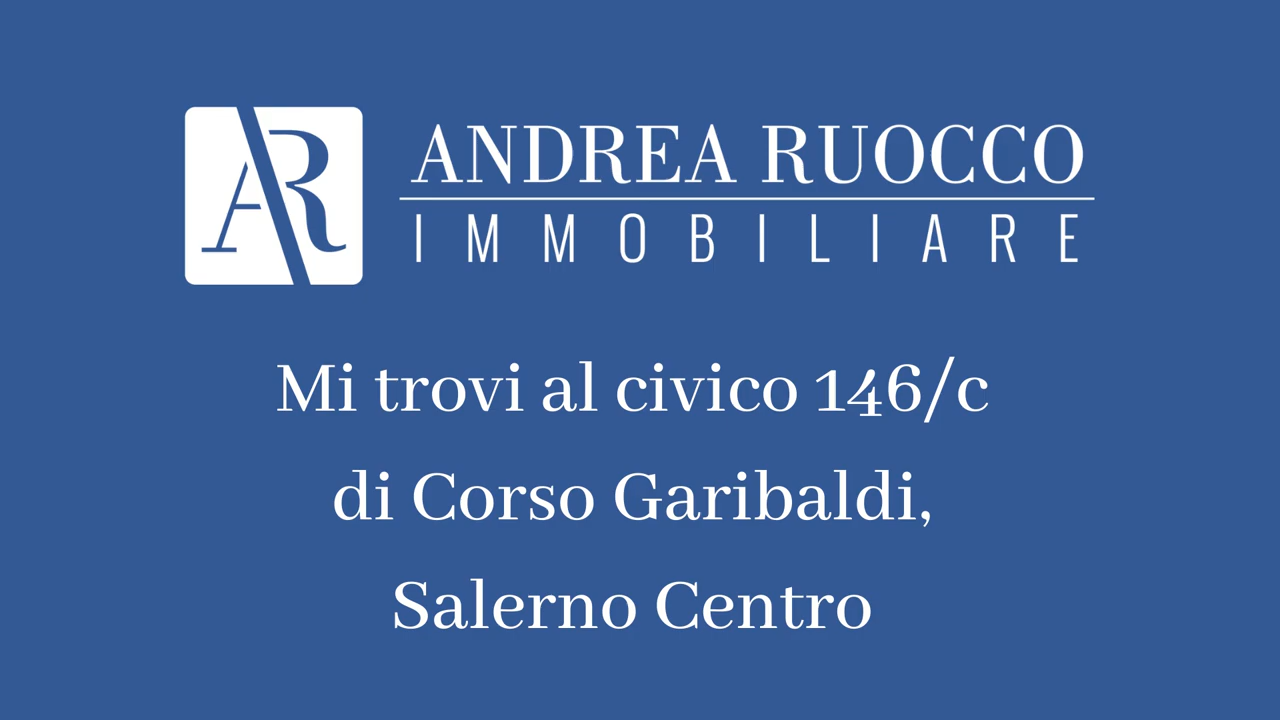 AR
ANDREA RUOCCO
IMMOBILIARE
Mi trovi al civico 146/c
di Corso Garibaldi,
Salerno Centro